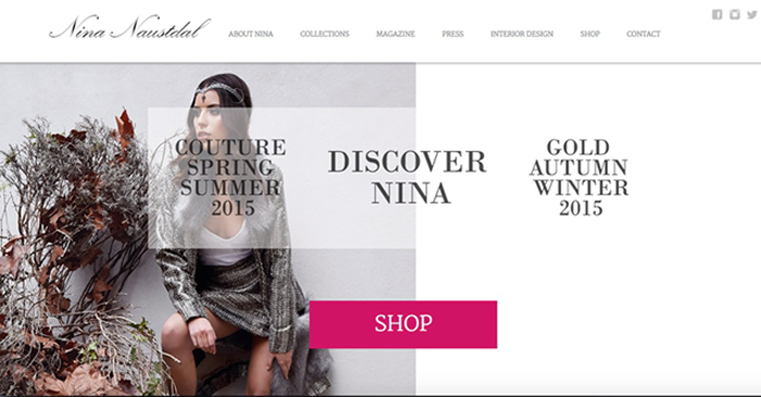 Nina Naustdal
ABOUT NINA COLLECTIONS MAGAZINE PRESS INTERIOR DESIGN SHOP CONTACT
COUTURE
SPRING
SUMMER
2015
DISCOVER
NINA
GOLD
AUTUMN
WINTER
2015
SHOP